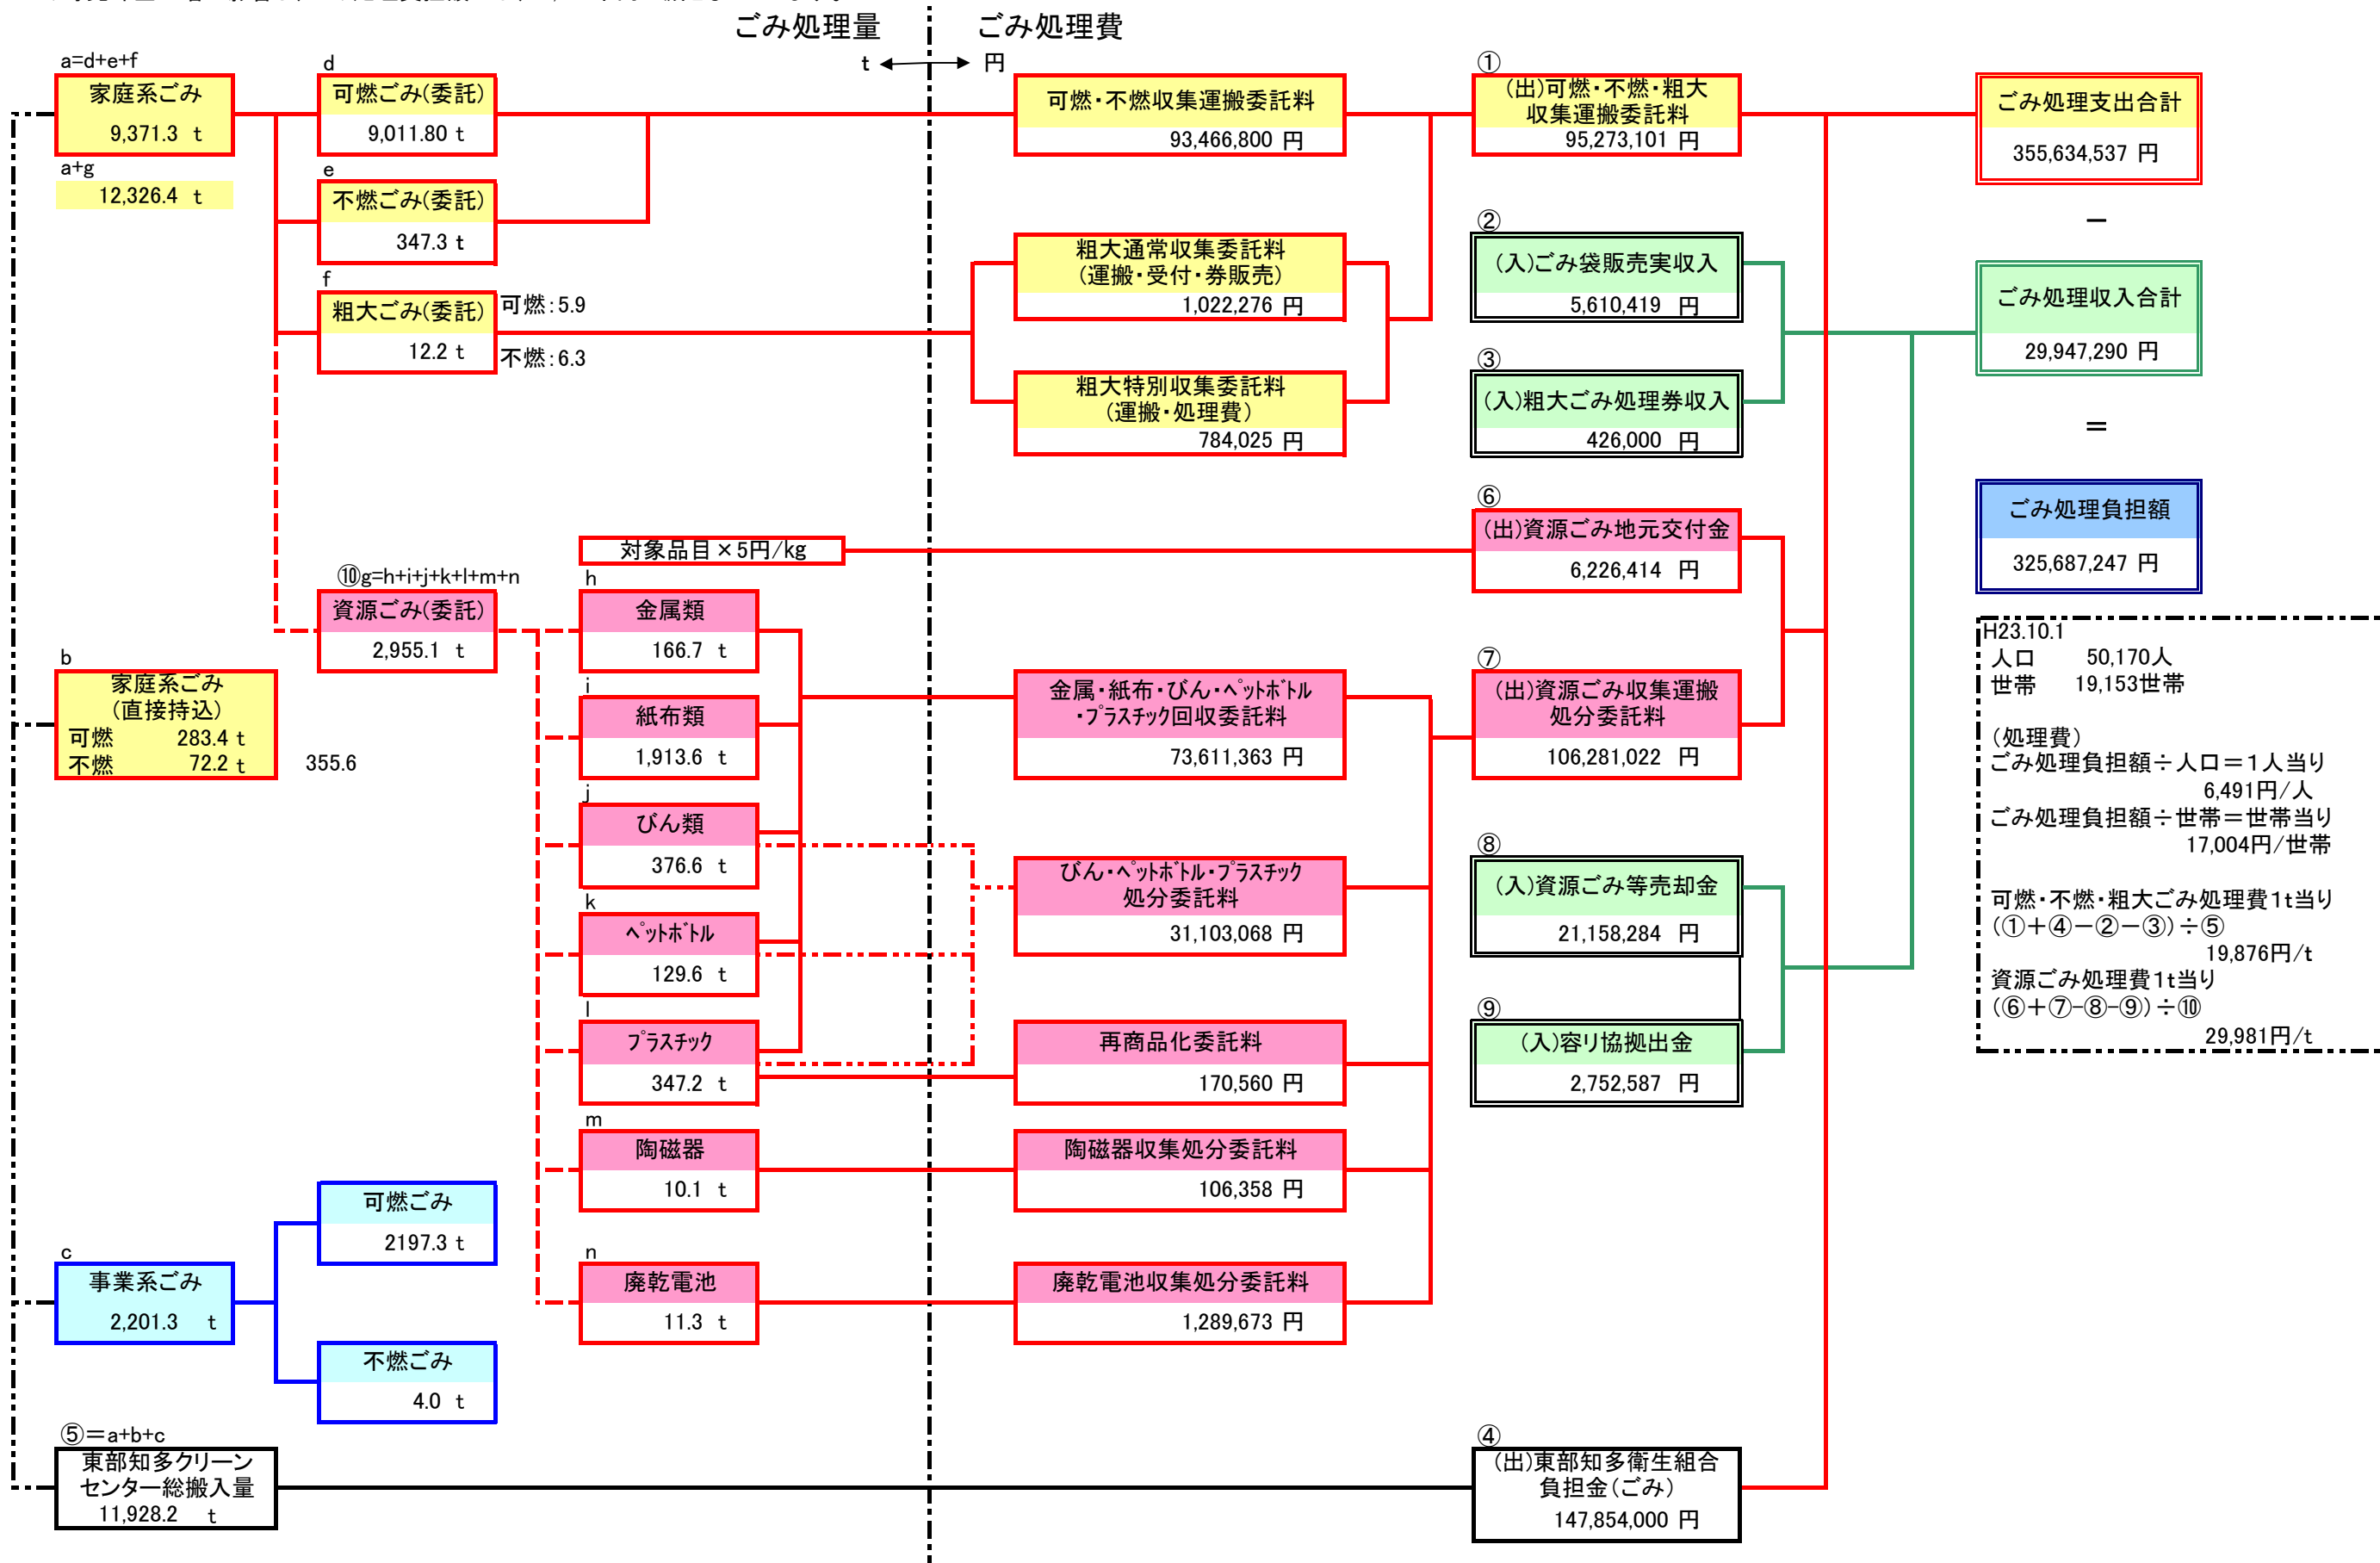 ごみ処理量
ごみ処理費
t
円
a=d+e+f
家庭系ごみ
9,371.3 t
a+g
12,326.4 t
d
可燃ごみ(委託)
9,011.80 t
e
不燃ごみ(委託)
347.3 t
f
粗大ごみ(委託)
12.2 t
可燃:5.9
不燃:6.3
可燃・不燃収集運搬委託料
93,466,800 円
粗大通常収集委託料
(運搬・受付・券販売)
1,022,276 円
粗大特別収集委託料
(運搬・処理費)
784,025 円
①
(出)可燃・不燃・粗大
収集運搬委託料
95,273,101 円
②
(入)ごみ袋販売実収入
5,610,419 円
③
(入)粗大ごみ処理券収入
426,000 円
ごみ処理支出合計
355,634,537 円
－
ごみ処理収入合計
29,947,290 円
＝
ごみ処理負担額
325,687,247 円
対象品目×5円/kg
⑥
(出)資源ごみ地元交付金
6,226,414 円
⑩g=h+i+j+k+l+m+n
資源ごみ(委託)
2,955.1 t
h
金属類
166.7 t
i
紙布類
1,913.6 t
j
びん類
376.6 t
k
ﾍﾟｯﾄﾎﾞﾄﾙ
129.6 t
l
ﾌﾟﾗｽﾁｯｸ
347.2 t
m
陶磁器
10.1 t
n
廃乾電池
11.3 t
b
家庭系ごみ
(直接持込)
可燃 283.4 t
不燃 72.2 t
355.6
金属・紙布・びん・ﾍﾟｯﾄﾎﾞﾄﾙ
・ﾌﾟﾗｽﾁｯｸ回収委託料
73,611,363 円
びん・ﾍﾟｯﾄﾎﾞﾄﾙ・ﾌﾟﾗｽﾁｯｸ
処分委託料
31,103,068 円
再商品化委託料
170,560 円
陶磁器収集処分委託料
106,358 円
廃乾電池収集処分委託料
1,289,673 円
⑦
(出)資源ごみ収集運搬
処分委託料
106,281,022 円
⑧
(入)資源ごみ等売却金
21,158,284 円
⑨
(入)容リ協拠出金
2,752,587 円
H23.10.1
人口 50,170人
世帯 19,153世帯
(処理費)
ごみ処理負担額÷人口＝1人当り
6,491円/人
ごみ処理負担額÷世帯＝世帯当り
17,004円/世帯
可燃・不燃・粗大ごみ処理費1t当り
(①＋④－②－③)÷⑤
19,876円/t
資源ごみ処理費1t当り
(⑥＋⑦-⑧-⑨)÷⑩
29,981円/t
c
事業系ごみ
2,201.3 t
可燃ごみ
2197.3 t
不燃ごみ
4.0 t
⑤＝a+b+c
東部知多クリーン
センター総搬入量
11,928.2 t
④
(出)東部知多衛生組合
負担金(ごみ)
147,854,000 円